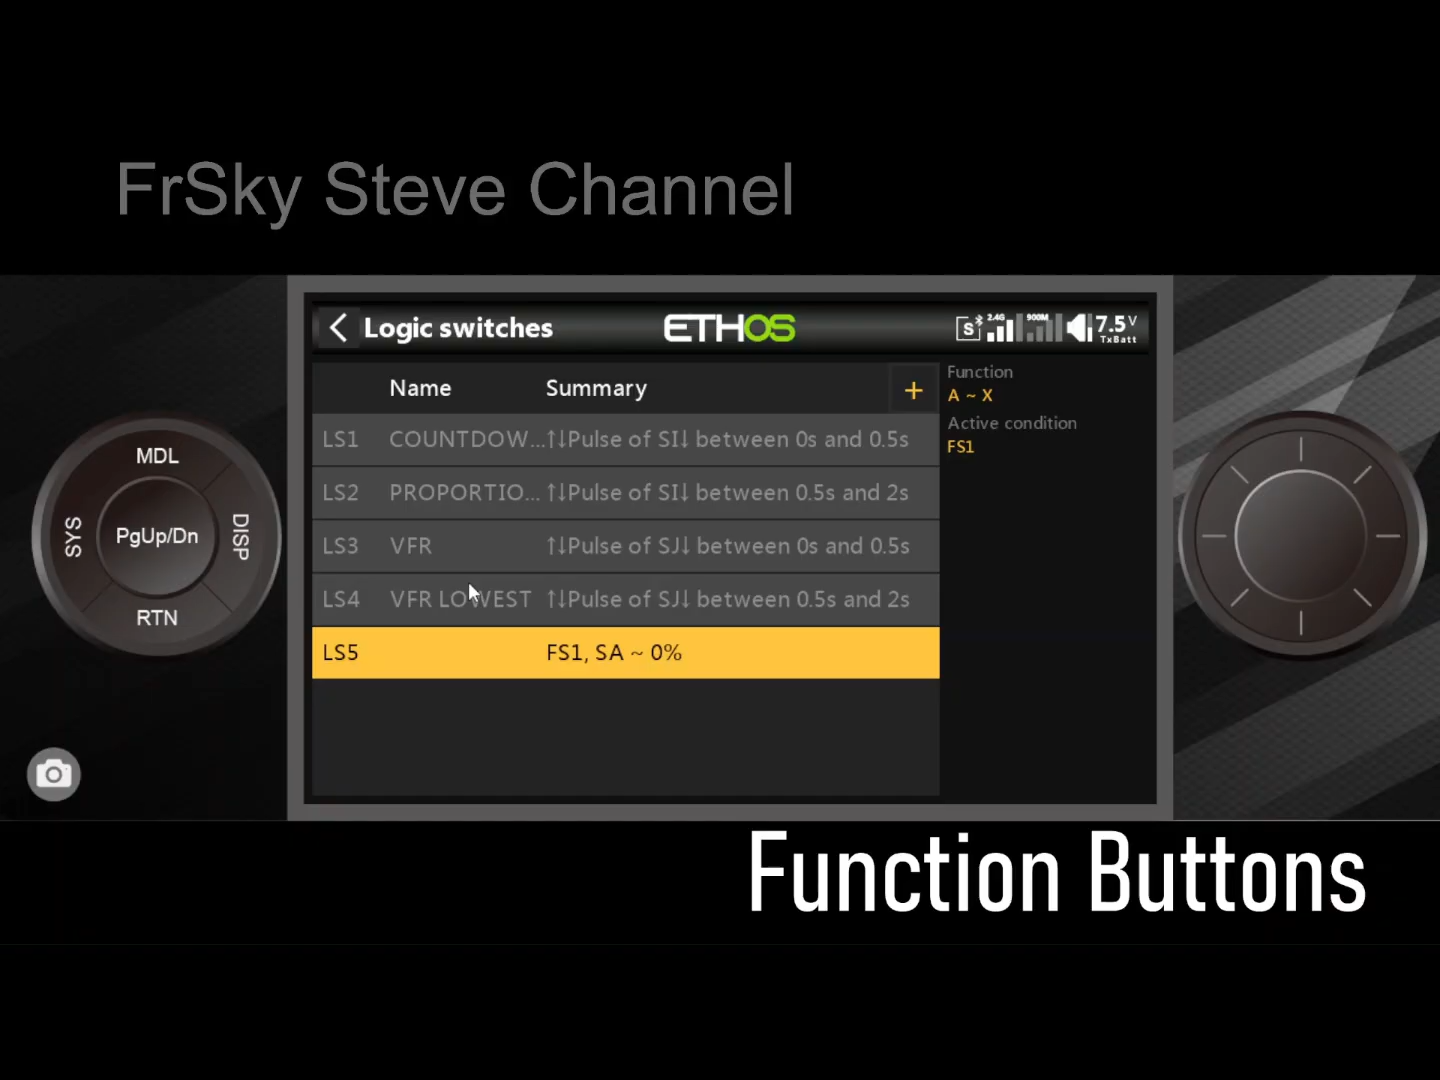 FrSky Steve Channel
Logic switches
ETHOS
S 2.4G 900M 7.5V
TxBatt
Name Summary +
Function
A ~ X
Active condition
FS1
LS1 COUNTDOW... ↑↓Pulse of SI↓ between 0s and 0.5s
LS2 PROPORTIO... ↑↓Pulse of SI↓ between 0.5s and 2s
LS3 VFR ↑↓Pulse of SJ↓ between 0s and 0.5s
LS4 VFR LOWEST ↑↓Pulse of SJ↓ between 0.5s and 2s
LS5 FS1, SA ~ 0%
MDL
SYS
PgUp/Dn
DISP
RTN
Function Buttons